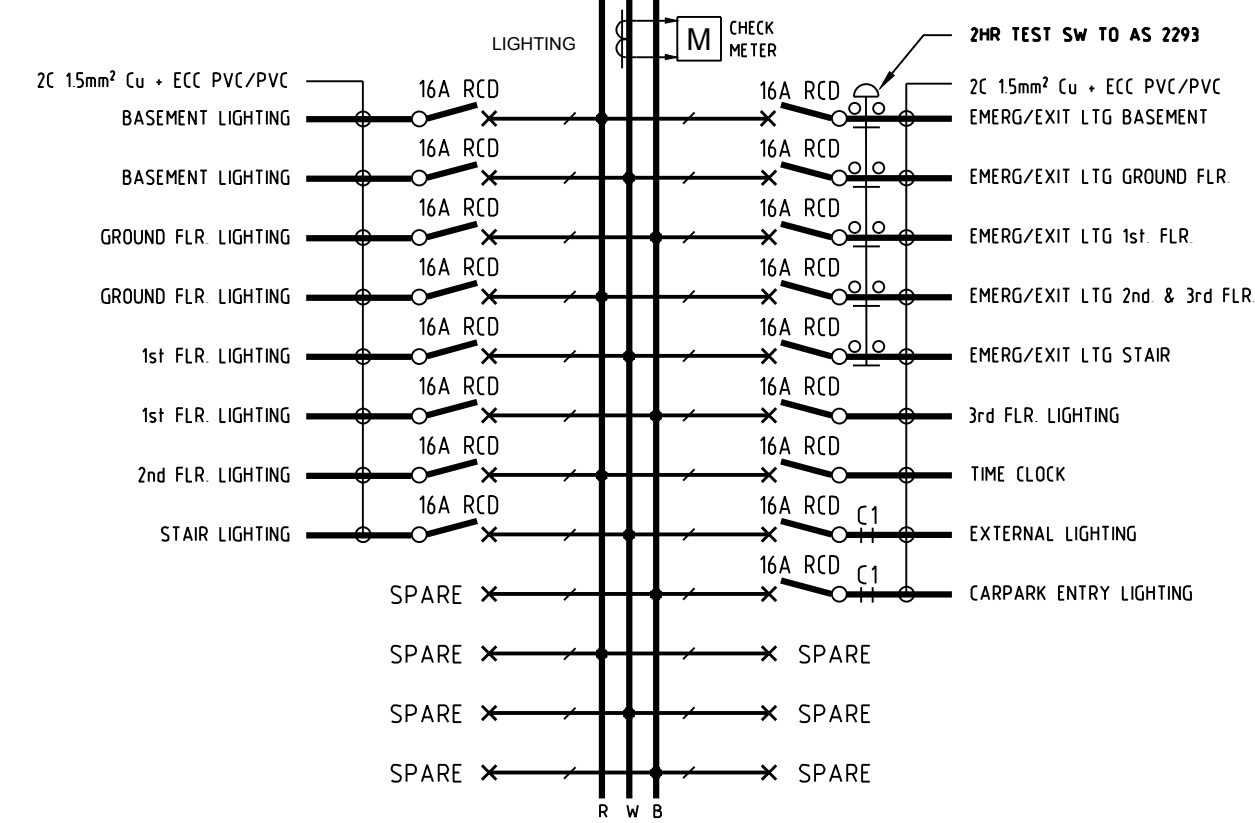 LIGHTING
M
CHECK
METER
2HR TEST SW TO AS 2293
2C 1.5mm² Cu + ECC PVC/PVC
2C 1.5mm² Cu + ECC PVC/PVC
BASEMENT LIGHTING 16A RCD 16A RCD EMERG/EXIT LTG BASEMENT
BASEMENT LIGHTING 16A RCD 16A RCD EMERG/EXIT LTG GROUND FLR.
GROUND FLR. LIGHTING 16A RCD 16A RCD EMERG/EXIT LTG 1st. FLR.
GROUND FLR. LIGHTING 16A RCD 16A RCD EMERG/EXIT LTG 2nd. & 3rd FLR.
1st FLR. LIGHTING 16A RCD 16A RCD EMERG/EXIT LTG STAIR
1st FLR. LIGHTING 16A RCD 16A RCD 3rd FLR. LIGHTING
2nd FLR. LIGHTING 16A RCD 16A RCD TIME CLOCK
STAIR LIGHTING 16A RCD 16A RCD C1 EXTERNAL LIGHTING
SPARE 16A RCD C1 CARPARK ENTRY LIGHTING
SPARE SPARE
SPARE SPARE
SPARE SPARE
R W B